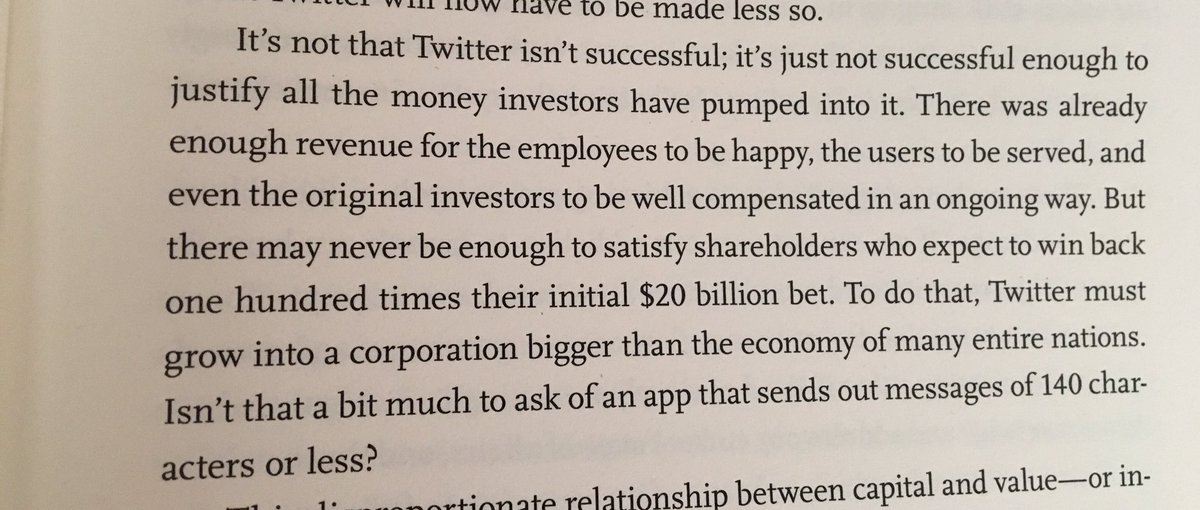 Twitter will now have to be made less so.
It’s not that Twitter isn’t successful; it’s just not successful enough to
justify all the money investors have pumped into it. There was already
enough revenue for the employees to be happy, the users to be served, and
even the original investors to be well compensated in an ongoing way. But
there may never be enough to satisfy shareholders who expect to win back
one hundred times their initial $20 billion bet. To do that, Twitter must
grow into a corporation bigger than the economy of many entire nations.
Isn’t that a bit much to ask of an app that sends out messages of 140 char-
acters or less?
relationship between capital and value—or in-